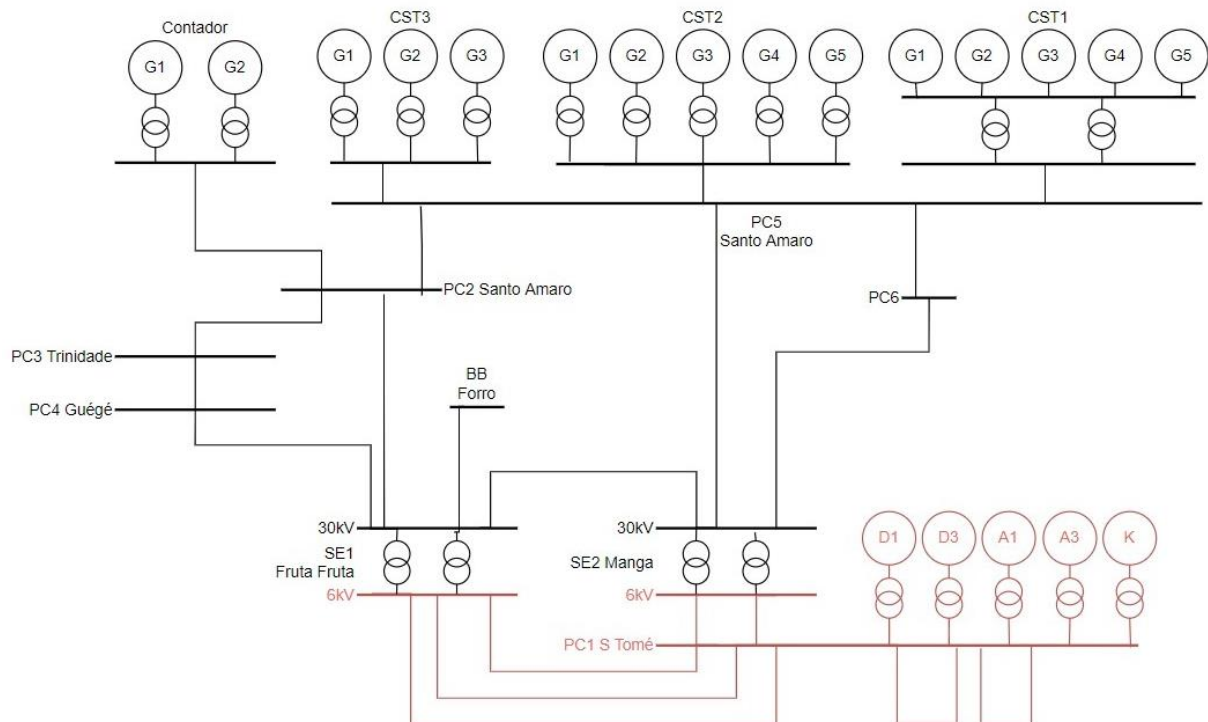 Contador
CST3
CST2
CST1
G1
G2
G1
G2
G3
G1
G2
G3
G4
G5
G1
G2
G3
G4
G5
PC5
Santo Amaro
PC2 Santo Amaro
PC6
PC3 Trinidade
PC4 Guégé
BB
Forro
30kV
SE1
Fruta Fruta
6kV
30kV
SE2 Manga
6kV
D1
D3
A1
A3
K
PC1 S Tomé